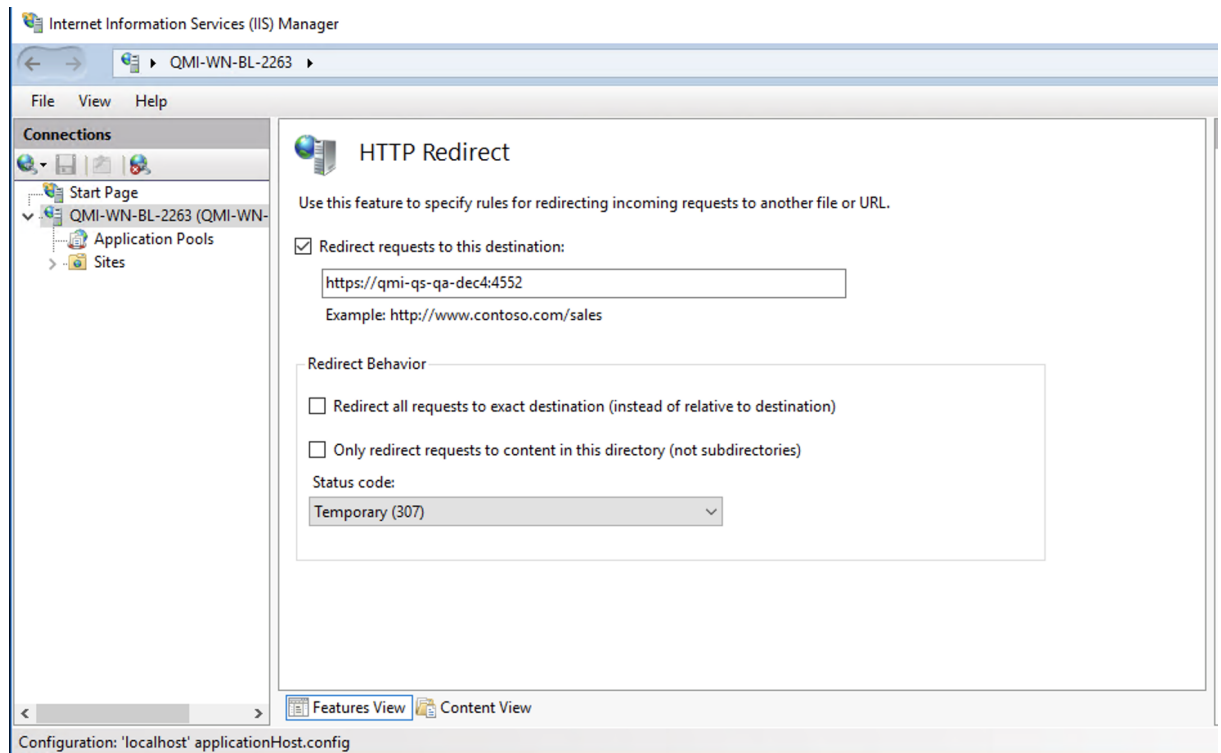 Internet Information Services (IIS) Manager
QMI-WN-BL-2263
File View Help
Connections
Start Page
QMI-WN-BL-2263 (QMI-WN-
Application Pools
Sites
HTTP Redirect
Use this feature to specify rules for redirecting incoming requests to another file or URL.
Redirect requests to this destination:
https://qmi-qs-qa-dec4:4552
Example: http://www.contoso.com/sales
Redirect Behavior
Redirect all requests to exact destination (instead of relative to destination)
Only redirect requests to content in this directory (not subdirectories)
Status code:
Temporary (307)
Features View Content View
Configuration: 'localhost' applicationHost.config